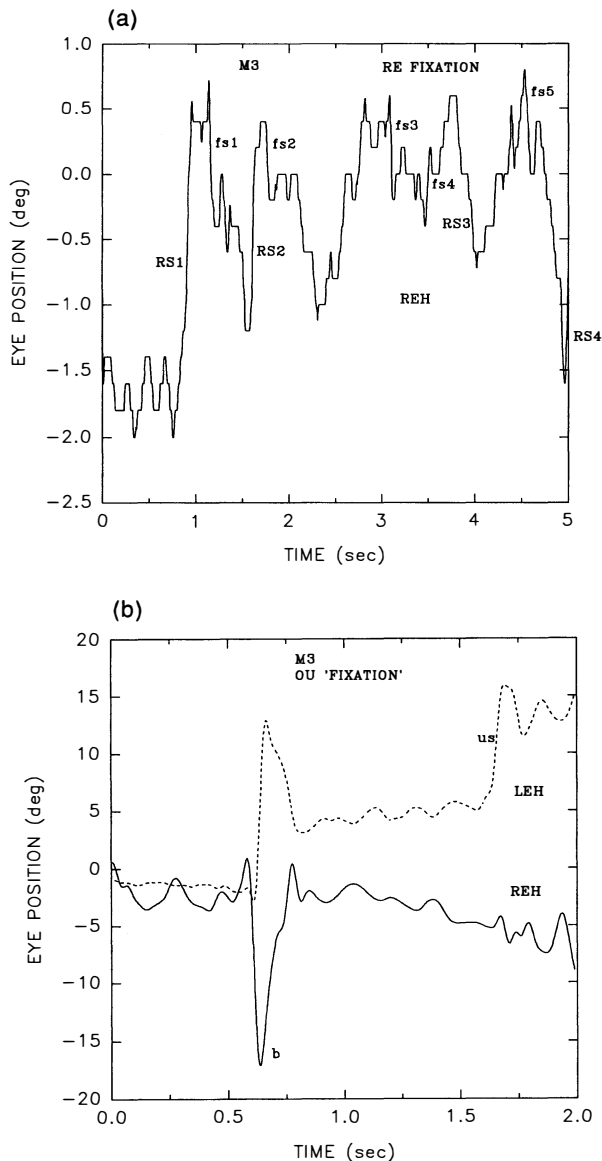 (a)
1.0
0.5
0.0
-0.5
-1.0
-1.5
-2.0
-2.5
EYE POSITION (deg)
M3
RE FIXATION
fs1
fs2
fs3
fs4
fs5
RS1
RS2
RS3
REH
RS4
0
1
2
3
4
5
TIME (sec)
(b)
20
15
10
5
0
-5
-10
-15
-20
EYE POSITION (deg)
M3
OU 'FIXATION'
us
LEH
REH
b
0.0
0.5
1.0
1.5
2.0
TIME (sec)